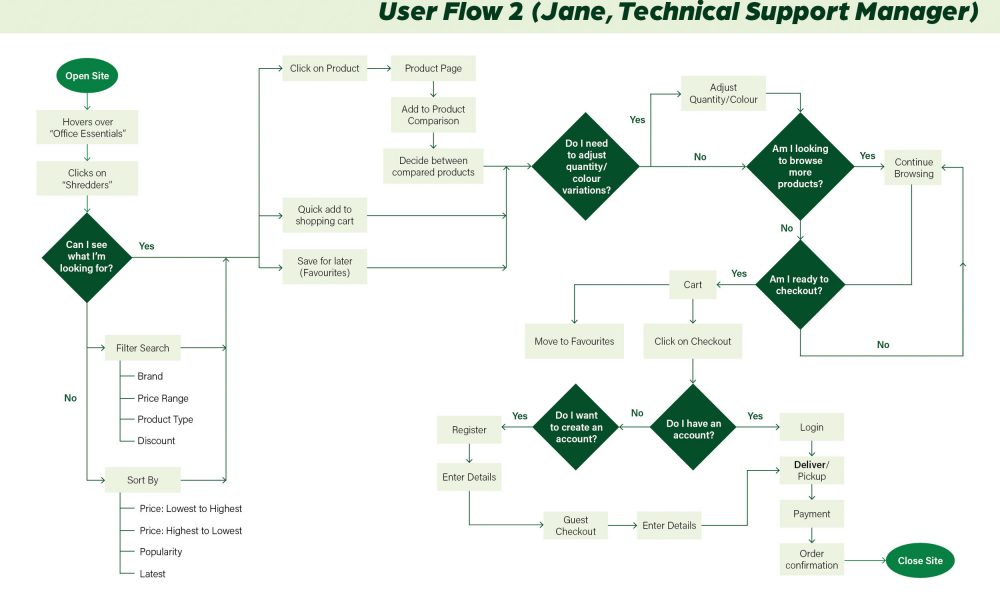 User Flow 2 (Jane, Technical Support Manager)
Open Site
Hovers over
“Office Essentials”
Clicks on
“Shredders”
Can I see
what I’m
looking for?
Yes
No
Filter Search
Brand
Price Range
Product Type
Discount
Sort By
Price: Lowest to Highest
Price: Highest to Lowest
Popularity
Latest
Click on Product
Product Page
Add to Product
Comparison
Decide between
compared products
Quick add to
shopping cart
Save for later
(Favourites)
Do I need
to adjust
quantity/
colour
variations?
Yes
Adjust
Quantity/Colour
No
Am I looking
to browse
more
products?
Yes
Continue
Browsing
No
Am I ready to
checkout?
No
Yes
Cart
Move to Favourites
Click on Checkout
Do I have an
account?
No
Do I want
to create an
account?
Yes
Register
Enter Details
Guest
Checkout
Enter Details
Yes
Login
Deliver/
Pickup
Payment
Order
confirmation
Close Site